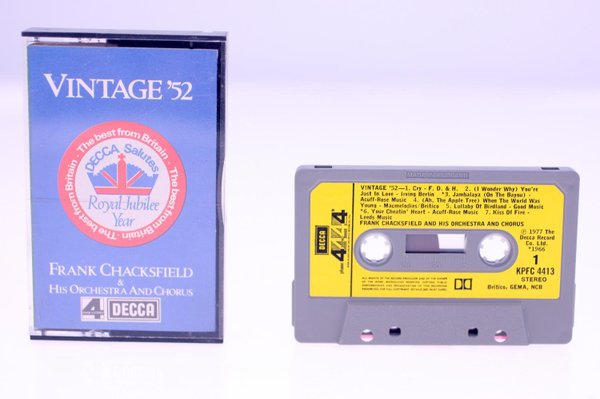 VINTAGE '52
The best from Britain · The best from Britain · The best from Britain ·
DECCA Salutes
Royal Jubilee
Year
FRANK CHACKSFIELD
&
HIS ORCHESTRA AND CHORUS
4
DECCA
VINTAGE '52—1. Cry - F. D. & H. 2. (I Wonder Why) You're
Just In Love - Irving Berlin *3. Jambalaya (On The Bayou) -
Acuff-Rose Music 4. (Ah, The Apple Tree) When The World Was
Young - Macmelodies/Britico 5. Lullaby Of Birdland - Good Music
*6. Your Cheatin' Heart - Acuff-Rose Music 7. Kiss Of Fire -
Leeds Music
FRANK CHACKSFIELD AND HIS ORCHESTRA AND CHORUS
DECCA
phase 4
℗ 1977 The
Decca Record
Co. Ltd.
*1966
1
KPFC 4413
STEREO
Britico, GEMA, NCB